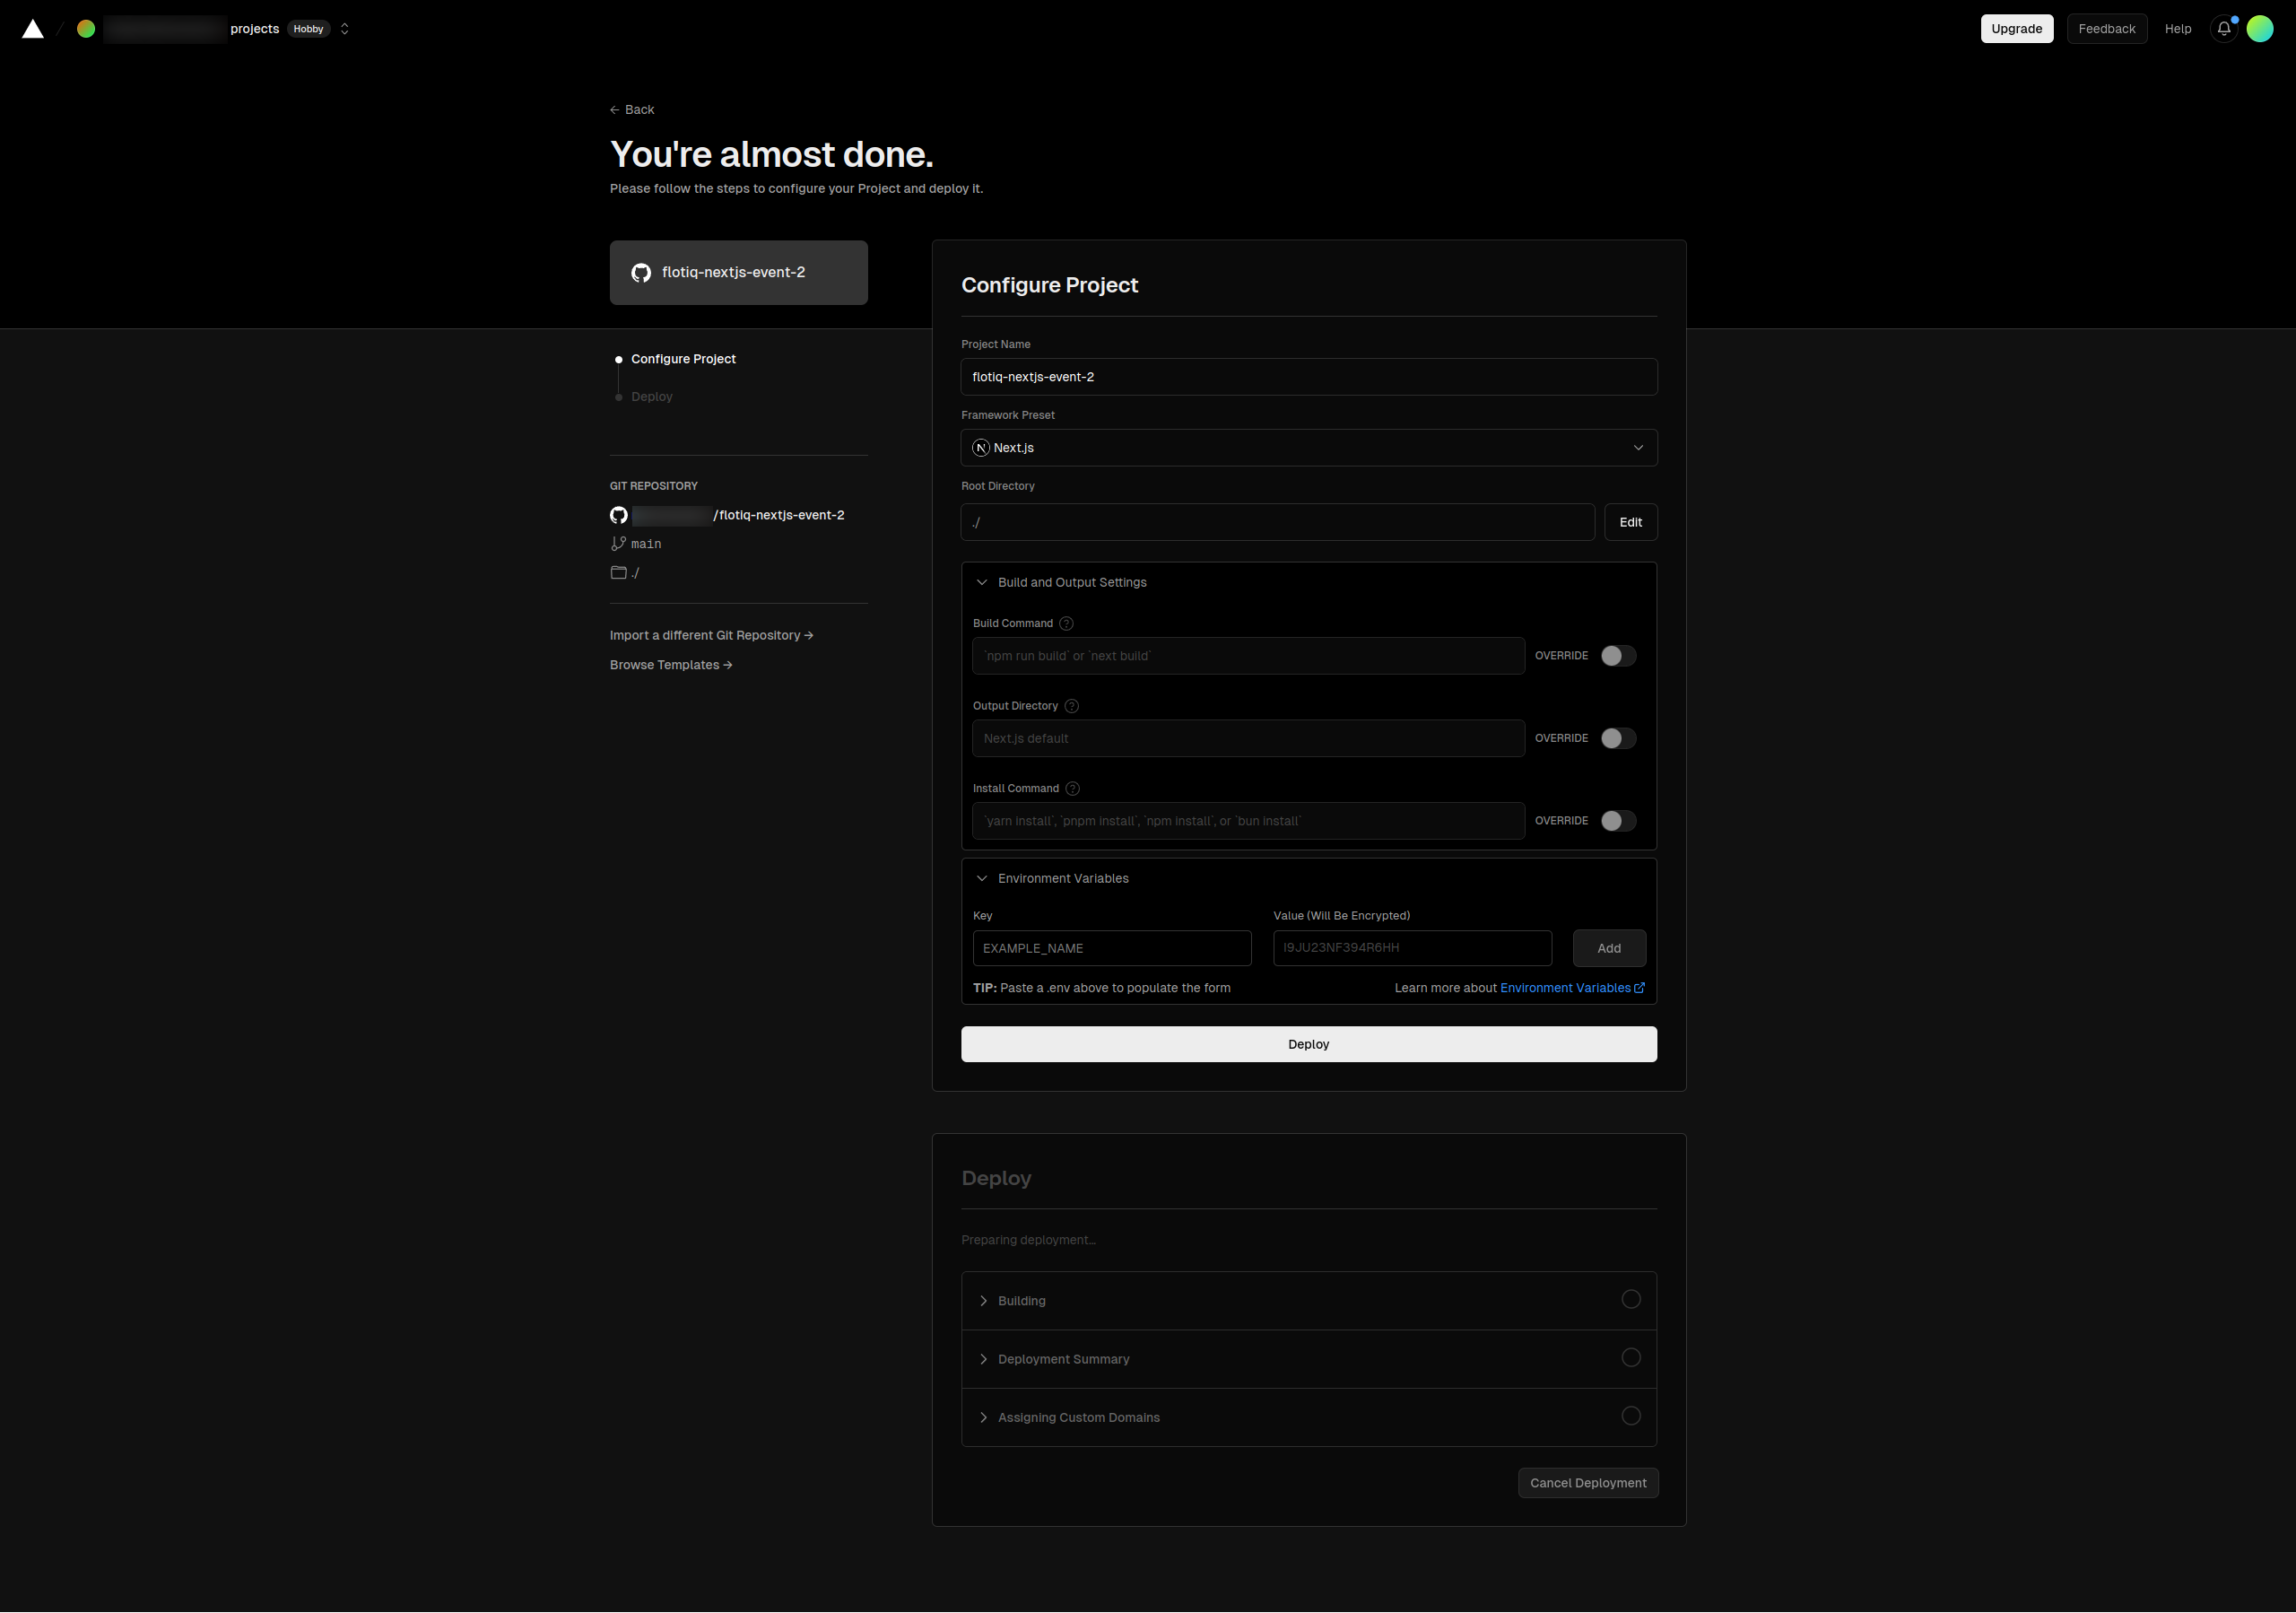 projects Hobby
Upgrade Feedback Help
← Back
You're almost done.
Please follow the steps to configure your Project and deploy it.
flotiq-nextjs-event-2
Configure Project
Deploy
GIT REPOSITORY
/flotiq-nextjs-event-2
main
./
Import a different Git Repository →
Browse Templates →
Configure Project
Project Name
flotiq-nextjs-event-2
Framework Preset
N Next.js
Root Directory
./ Edit
Build and Output Settings
Build Command ?
`npm run build` or `next build` OVERRIDE
Output Directory ?
Next.js default OVERRIDE
Install Command ?
`yarn install`, `pnpm install`, `npm install`, or `bun install` OVERRIDE
Environment Variables
Key Value (Will Be Encrypted)
EXAMPLE_NAME I9JU23NF394R6HH Add
TIP: Paste a .env above to populate the form Learn more about Environment Variables
Deploy
Deploy
Preparing deployment...
Building
Deployment Summary
Assigning Custom Domains
Cancel Deployment